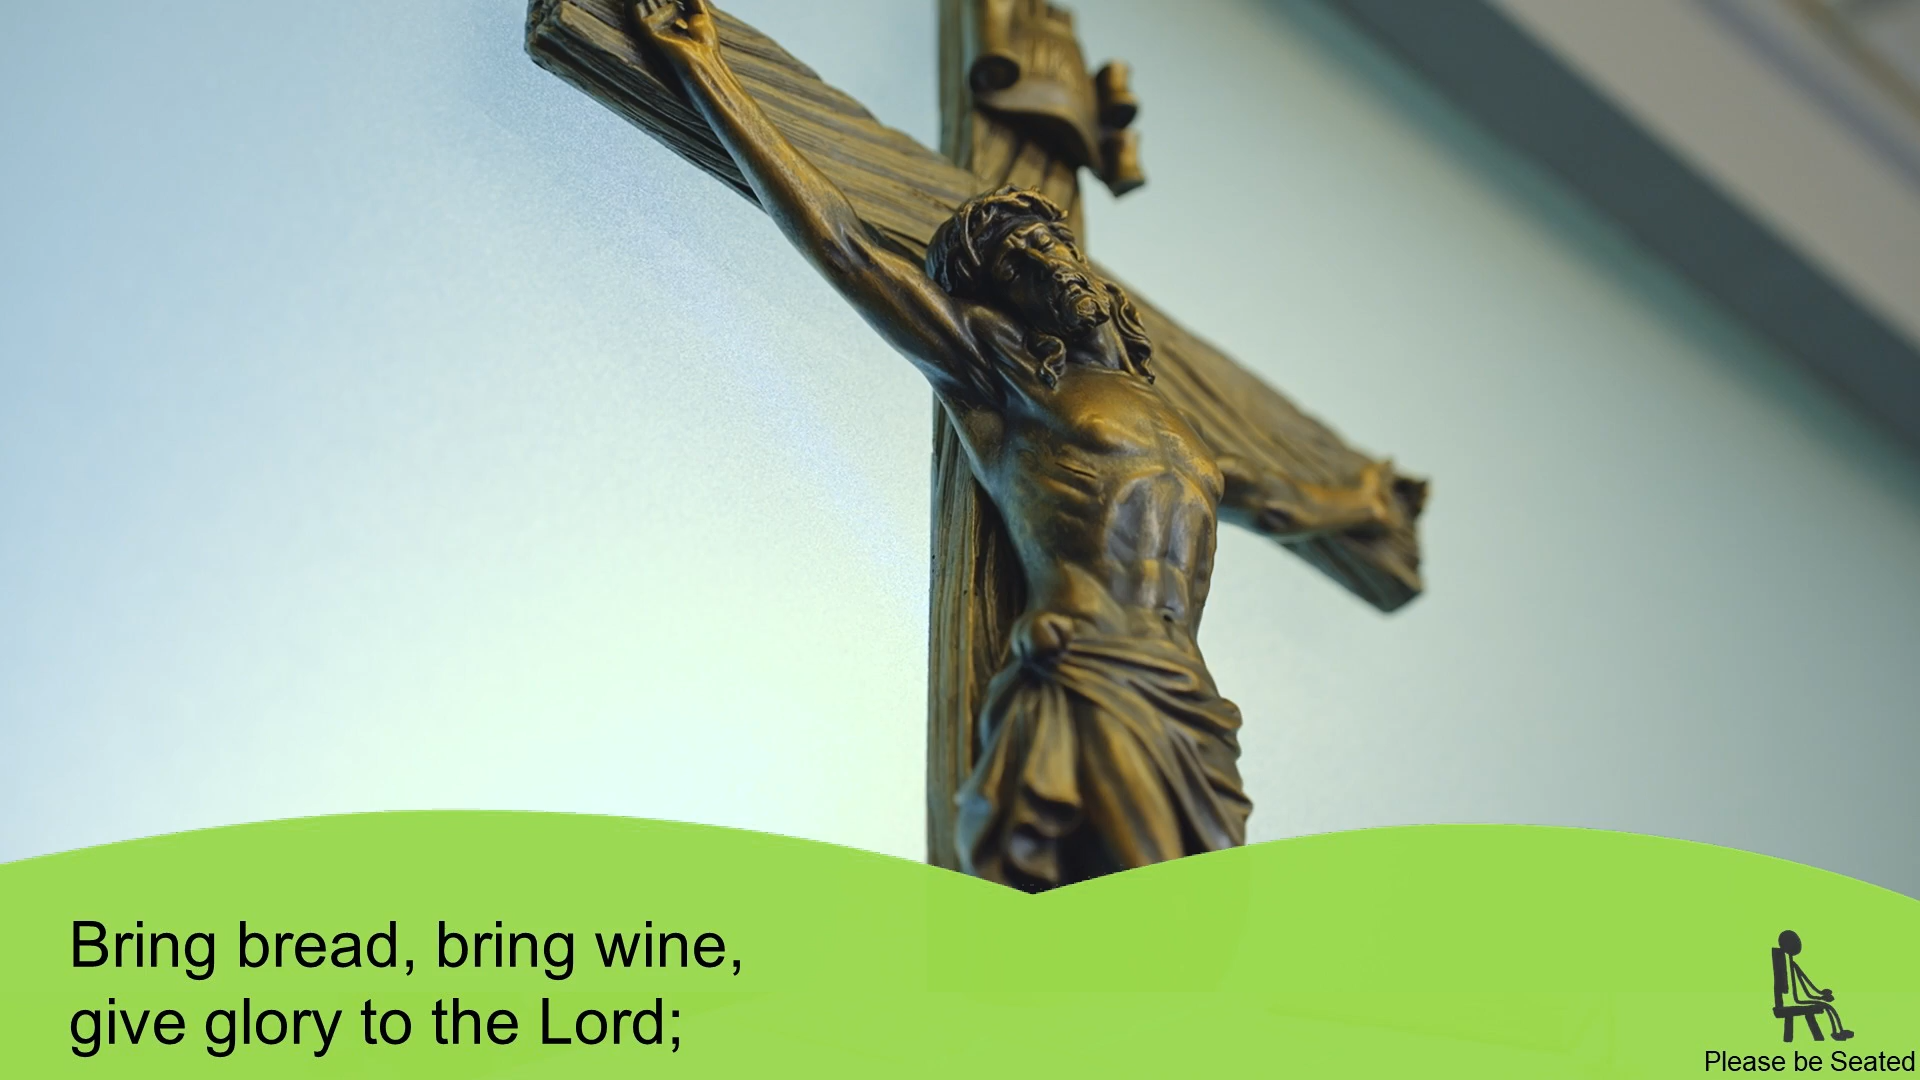 Bring bread, bring wine,
give glory to the Lord;
Please be Seated